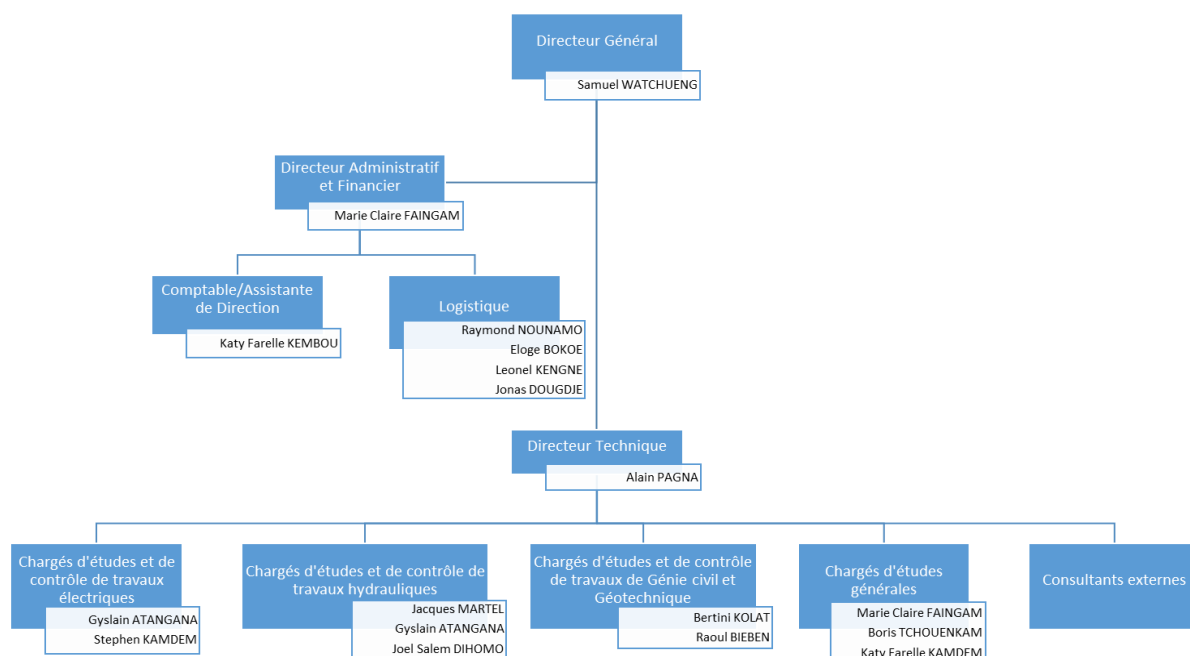 Directeur Général
Samuel WATCHUENG
Directeur Administratif
et Financier
Marie Claire FAINGAM
Comptable/Assistante
de Direction
Katy Farelle KEMBOU
Logistique
Raymond NOUNAMO
Eloge BOKOE
Leonel KENGNE
Jonas DOUGDJE
Directeur Technique
Alain PAGNA
Chargés d'études et de
contrôle de travaux
électriques
Gyslain ATANGANA
Stephen KAMDEM
Chargés d'études et de contrôle de
travaux hydrauliques
Jacques MARTEL
Gyslain ATANGANA
Joel Salem DIHOMO
Chargés d'études et de contrôle
de travaux de Génie civil et
Géotechnique
Bertini KOLAT
Raoul BIEBEN
Chargés d'études
générales
Marie Claire FAINGAM
Boris TCHOUENKAM
Katy Farelle KAMDEM
Consultants externes